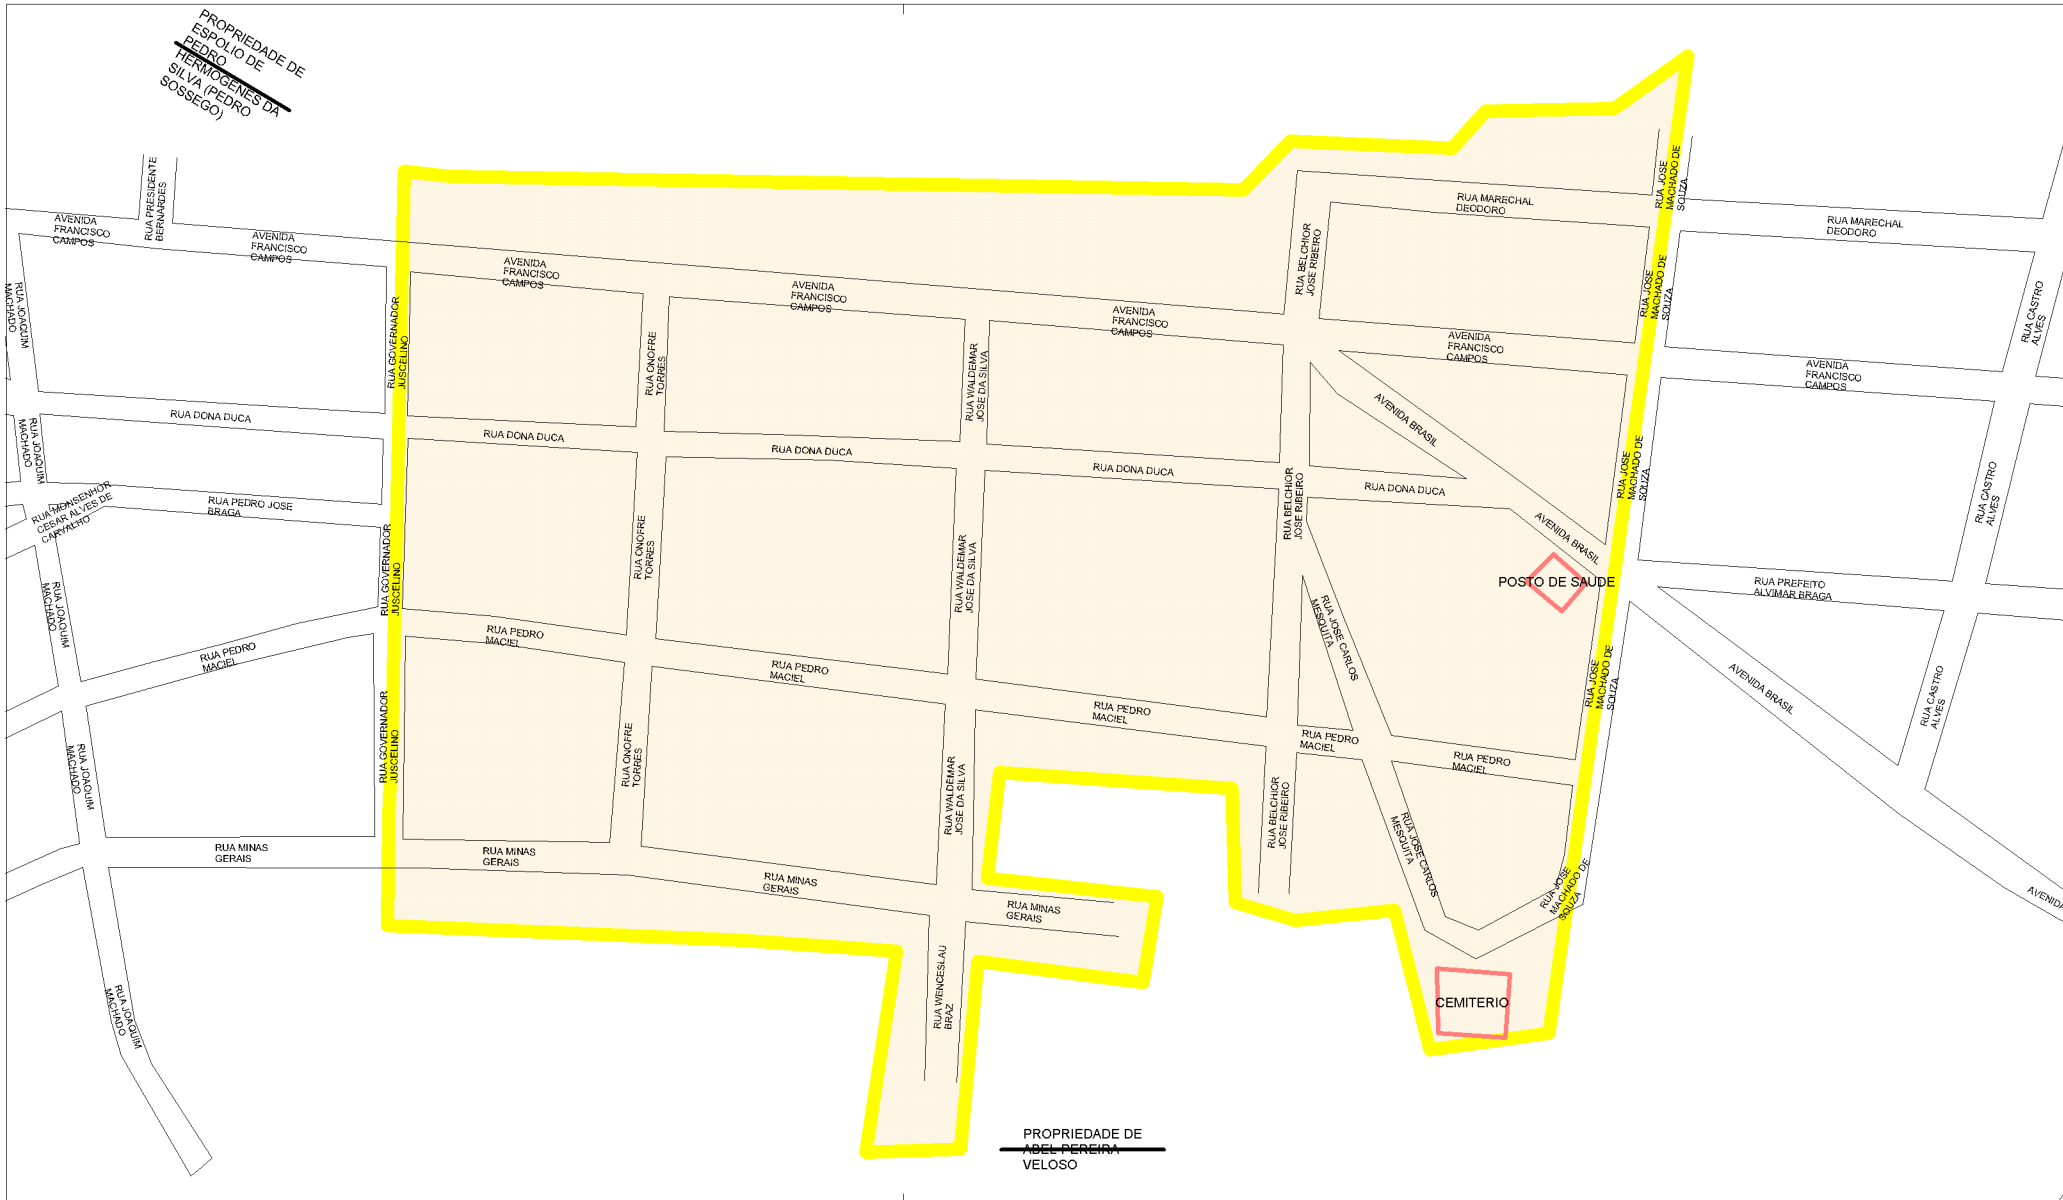 PROPRIEDADE DE
ESPOLIO DE
PEDRO
HERMOGENES DA
SILVA (PEDRO
SOSSEGO)
RUA PRESIDENTE
BERNARDES
AVENIDA
FRANCISCO
CAMPOS
AVENIDA
FRANCISCO
CAMPOS
AVENIDA
FRANCISCO
CAMPOS
AVENIDA
FRANCISCO
CAMPOS
AVENIDA
FRANCISCO
CAMPOS
AVENIDA
FRANCISCO
CAMPOS
AVENIDA
FRANCISCO
CAMPOS
RUA MARECHAL
DEODORO
RUA MARECHAL
DEODORO
RUA JOSE
MACHADO DE
SOUZA
RUA JOSE
MACHADO DE
SOUZA
RUA JOSE
MACHADO DE
SOUZA
RUA JOSE
MACHADO DE
SOUZA
RUA JOSE
MACHADO DE
SOUZA
RUA BELCHIOR
JOSE RIBEIRO
RUA BELCHIOR
JOSE RIBEIRO
RUA BELCHIOR
JOSE RIBEIRO
RUA CASTRO
ALVES
RUA CASTRO
ALVES
RUA CASTRO
ALVES
RUA JOAQUIM
MACHADO
RUA JOAQUIM
MACHADO
RUA JOAQUIM
MACHADO
RUA JOAQUIM
MACHADO
RUA JOAQUIM
MACHADO
RUA GOVERNADOR
JUSCELINO
RUA GOVERNADOR
JUSCELINO
RUA GOVERNADOR
JUSCELINO
RUA ONOFRE
TORRES
RUA ONOFRE
TORRES
RUA ONOFRE
TORRES
RUA WALDEMAR
JOSE DA SILVA
RUA WALDEMAR
JOSE DA SILVA
RUA WALDEMAR
JOSE DA SILVA
RUA DONA DUCA
RUA DONA DUCA
RUA DONA DUCA
RUA DONA DUCA
RUA DONA DUCA
AVENIDA BRASIL
AVENIDA BRASIL
AVENIDA BRASIL
AVENIDA
RUA MONSENHOR
CESAR ALVES DE
CARVALHO
RUA PEDRO JOSE
BRAGA
POSTO DE SAUDE
RUA PREFEITO
ALVIMAR BRAGA
RUA JOSE CARLOS
MESQUITA
RUA JOSE CARLOS
MESQUITA
RUA PEDRO
MACIEL
RUA PEDRO
MACIEL
RUA PEDRO
MACIEL
RUA PEDRO
MACIEL
RUA PEDRO
MACIEL
RUA PEDRO
MACIEL
RUA MINAS
GERAIS
RUA MINAS
GERAIS
RUA MINAS
GERAIS
RUA MINAS
GERAIS
RUA WENCESLAU
BRAZ
CEMITERIO
PROPRIEDADE DE
ABEL PEREIRA
VELOSO